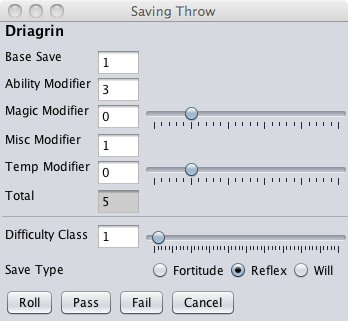 Saving Throw
Driagrin
Base Save 1
Ability Modifier 3
Magic Modifier 0
Misc Modifier 1
Temp Modifier 0
Total 5
Difficulty Class 1
Save Type Fortitude Reflex Will
Roll Pass Fail Cancel